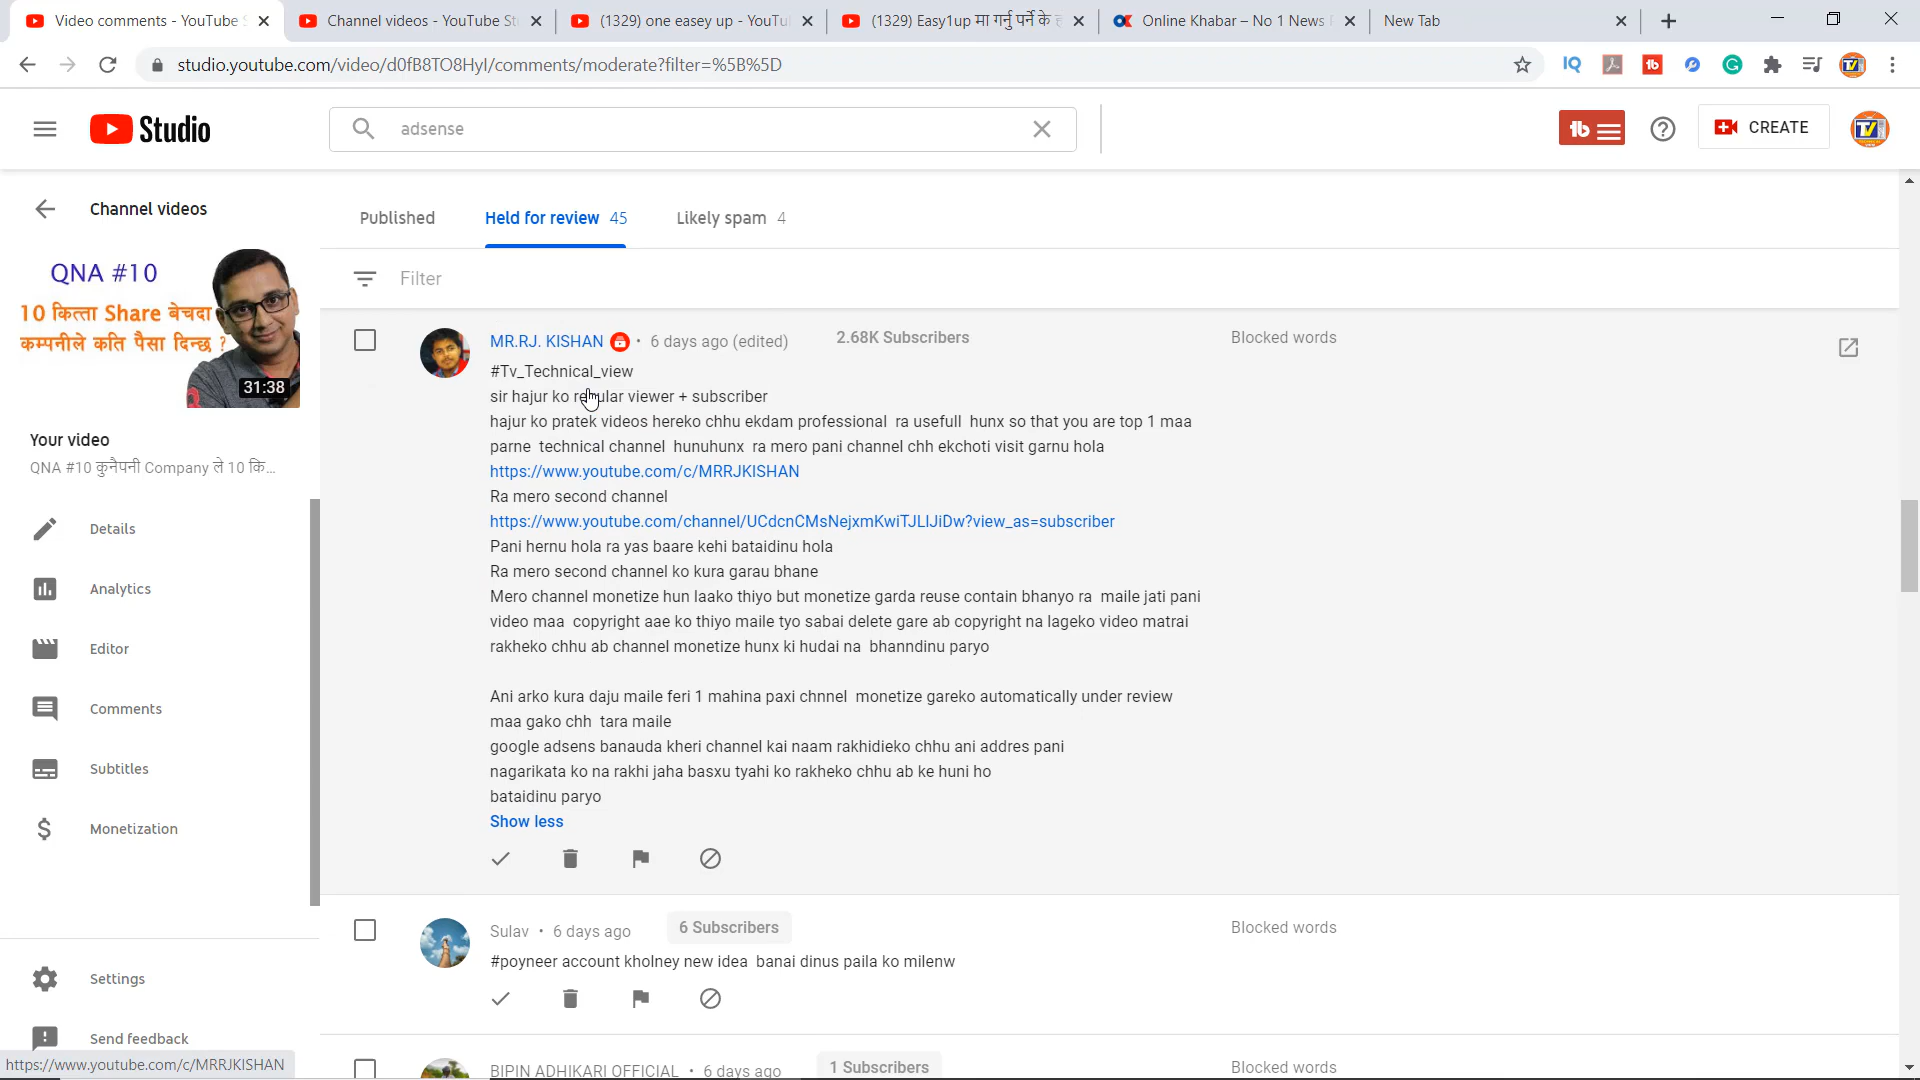 Video comments - YouTube S
Channel videos - YouTube St
(1329) one easey up - YouTu
(1329) Easy1up मा गर्नु पर्ने के
Online Khabar – No 1 News P
New Tab
studio.youtube.com/video/d0fB8TO8HyI/comments/moderate?filter=%5B%5D
Studio
adsense
CREATE
Channel videos
Published
Held for review 45
Likely spam 4
Filter
QNA #10
10 कित्ता Share बेचदा
कम्पनीले कति पैसा दिन्छ ?
31:38
Your video
QNA #10 कुनैपनी Company ले 10 कि...
Details
Analytics
Editor
Comments
Subtitles
Monetization
Settings
Send feedback
MR.RJ. KISHAN • 6 days ago (edited) 2.68K Subscribers Blocked words
#Tv_Technical_view
sir hajur ko regular viewer + subscriber
hajur ko pratek videos hereko chhu ekdam professional ra usefull hunx so that you are top 1 maa
parne technical channel hunuhunx ra mero pani channel chh ekchoti visit garnu hola
https://www.youtube.com/c/MRRJKISHAN
Ra mero second channel
https://www.youtube.com/channel/UCdcnCMsNejxmKwiTJLIJiDw?view_as=subscriber
Pani hernu hola ra yas baare kehi bataidinu hola
Ra mero second channel ko kura garau bhane
Mero channel monetize hun laako thiyo but monetize garda reuse contain bhanyo ra maile jati pani
video maa copyright aae ko thiyo maile tyo sabai delete gare ab copyright na lageko video matrai
rakheko chhu ab channel monetize hunx ki hudai na bhanndinu paryo
Ani arko kura daju maile feri 1 mahina paxi chnnel monetize gareko automatically under review
maa gako chh tara maile
google adsens banauda kheri channel kai naam rakhidieko chhu ani addres pani
nagarikata ko na rakhi jaha basxu tyahi ko rakheko chhu ab ke huni ho
bataidinu paryo
Show less
Sulav • 6 days ago 6 Subscribers Blocked words
#poyneer account kholney new idea banai dinus paila ko milenw
BIPIN ADHIKARI OFFICIAL • 6 days ago 1 Subscribers Blocked words
https://www.youtube.com/c/MRRJKISHAN